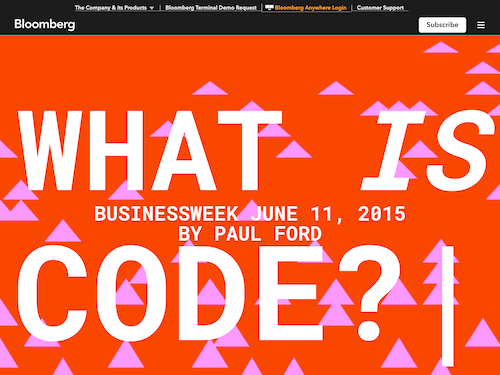 The Company & its Products ▼ | Bloomberg Terminal Demo Request | Bloomberg Anywhere Login | Customer Support
Bloomberg
Subscribe
WHAT IS
BUSINESSWEEK JUNE 11, 2015
BY PAUL FORD
CODE?|